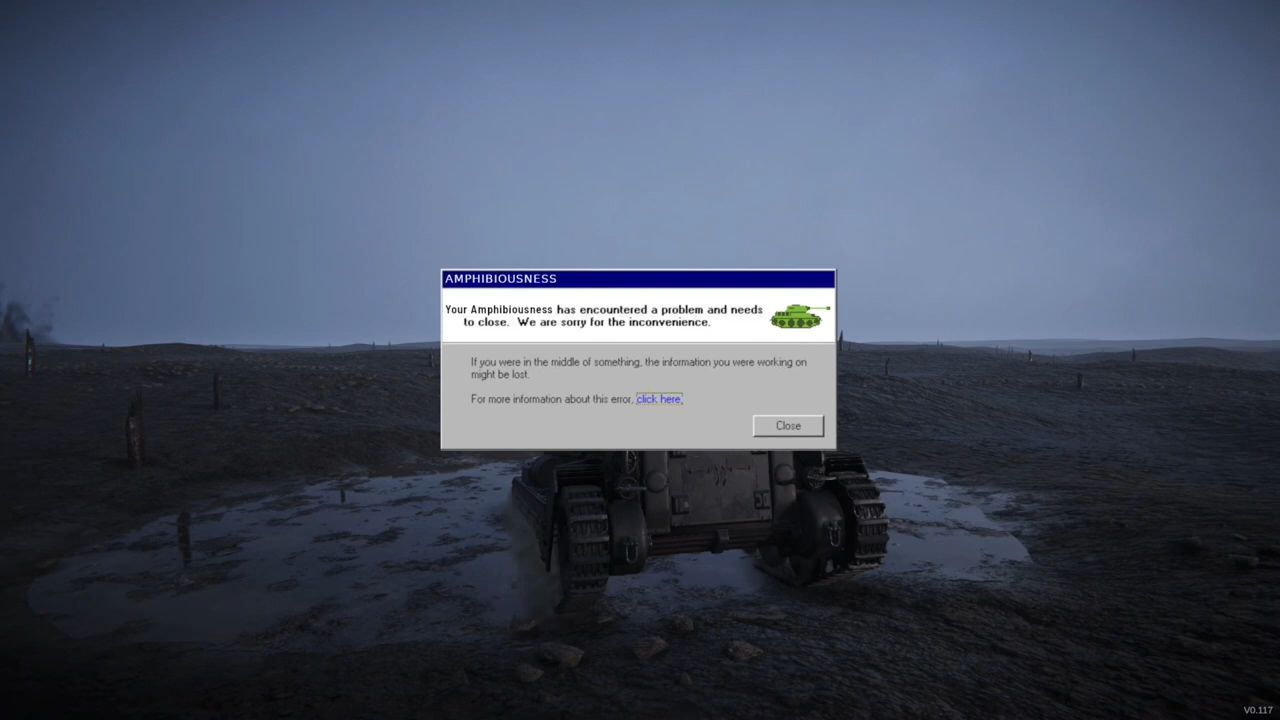 AMPHIBIOUSNESS
Your Amphibiousness has encountered a problem and needs
to close. We are sorry for the inconvenience.
If you were in the middle of something, the information you were working on
might be lost.
For more information about this error, click here.
Close
V0.117